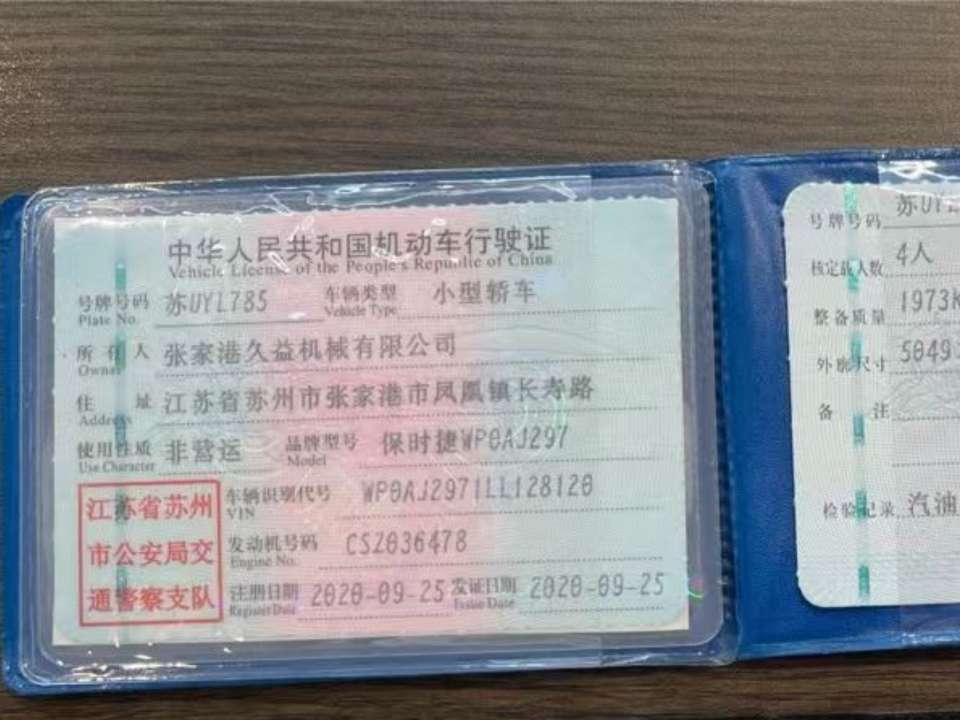 中华人民共和国机动车行驶证
Vehicle License of the People's Republic of China
号牌号码 苏UYL785 车辆类型 小型轿车
Plate No. Vehicle Type
所有人 张家港久益机械有限公司
Owner
住址 江苏省苏州市张家港市凤凰镇长寿路
Address
使用性质 非营运 品牌型号 保时捷WP0AJ297
Use Character Model
江苏省苏州
市公安局交
通警察支队
车辆识别代号 WP0AJ2971LL128120
VIN
发动机号码 CSZ036478
Engine No.
注册日期 2020-09-25 发证日期 2020-09-25
Register Date Issue Date
号牌号码 苏UYL
核定载人数 4人
整备质量 1973K
外廓尺寸 5049
备注
检验记录 汽油